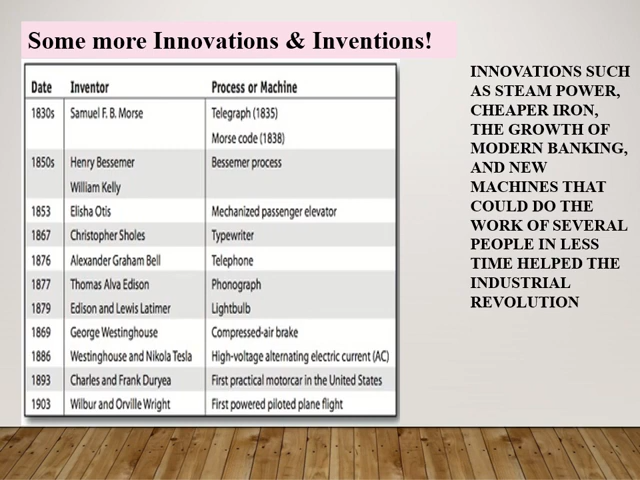 Some more Innovations & Inventions!
Date Inventor Process or Machine
1830s Samuel F. B. Morse Telegraph (1835)
Morse code (1838)
1850s Henry Bessemer Bessemer process
William Kelly
1853 Elisha Otis Mechanized passenger elevator
1867 Christopher Sholes Typewriter
1876 Alexander Graham Bell Telephone
1877 Thomas Alva Edison Phonograph
1879 Edison and Lewis Latimer Lightbulb
1869 George Westinghouse Compressed-air brake
1886 Westinghouse and Nikola Tesla High-voltage alternating electric current (AC)
1893 Charles and Frank Duryea First practical motorcar in the United States
1903 Wilbur and Orville Wright First powered piloted plane flight
INNOVATIONS SUCH
AS STEAM POWER,
CHEAPER IRON,
THE GROWTH OF
MODERN BANKING,
AND NEW
MACHINES THAT
COULD DO THE
WORK OF SEVERAL
PEOPLE IN LESS
TIME HELPED THE
INDUSTRIAL
REVOLUTION